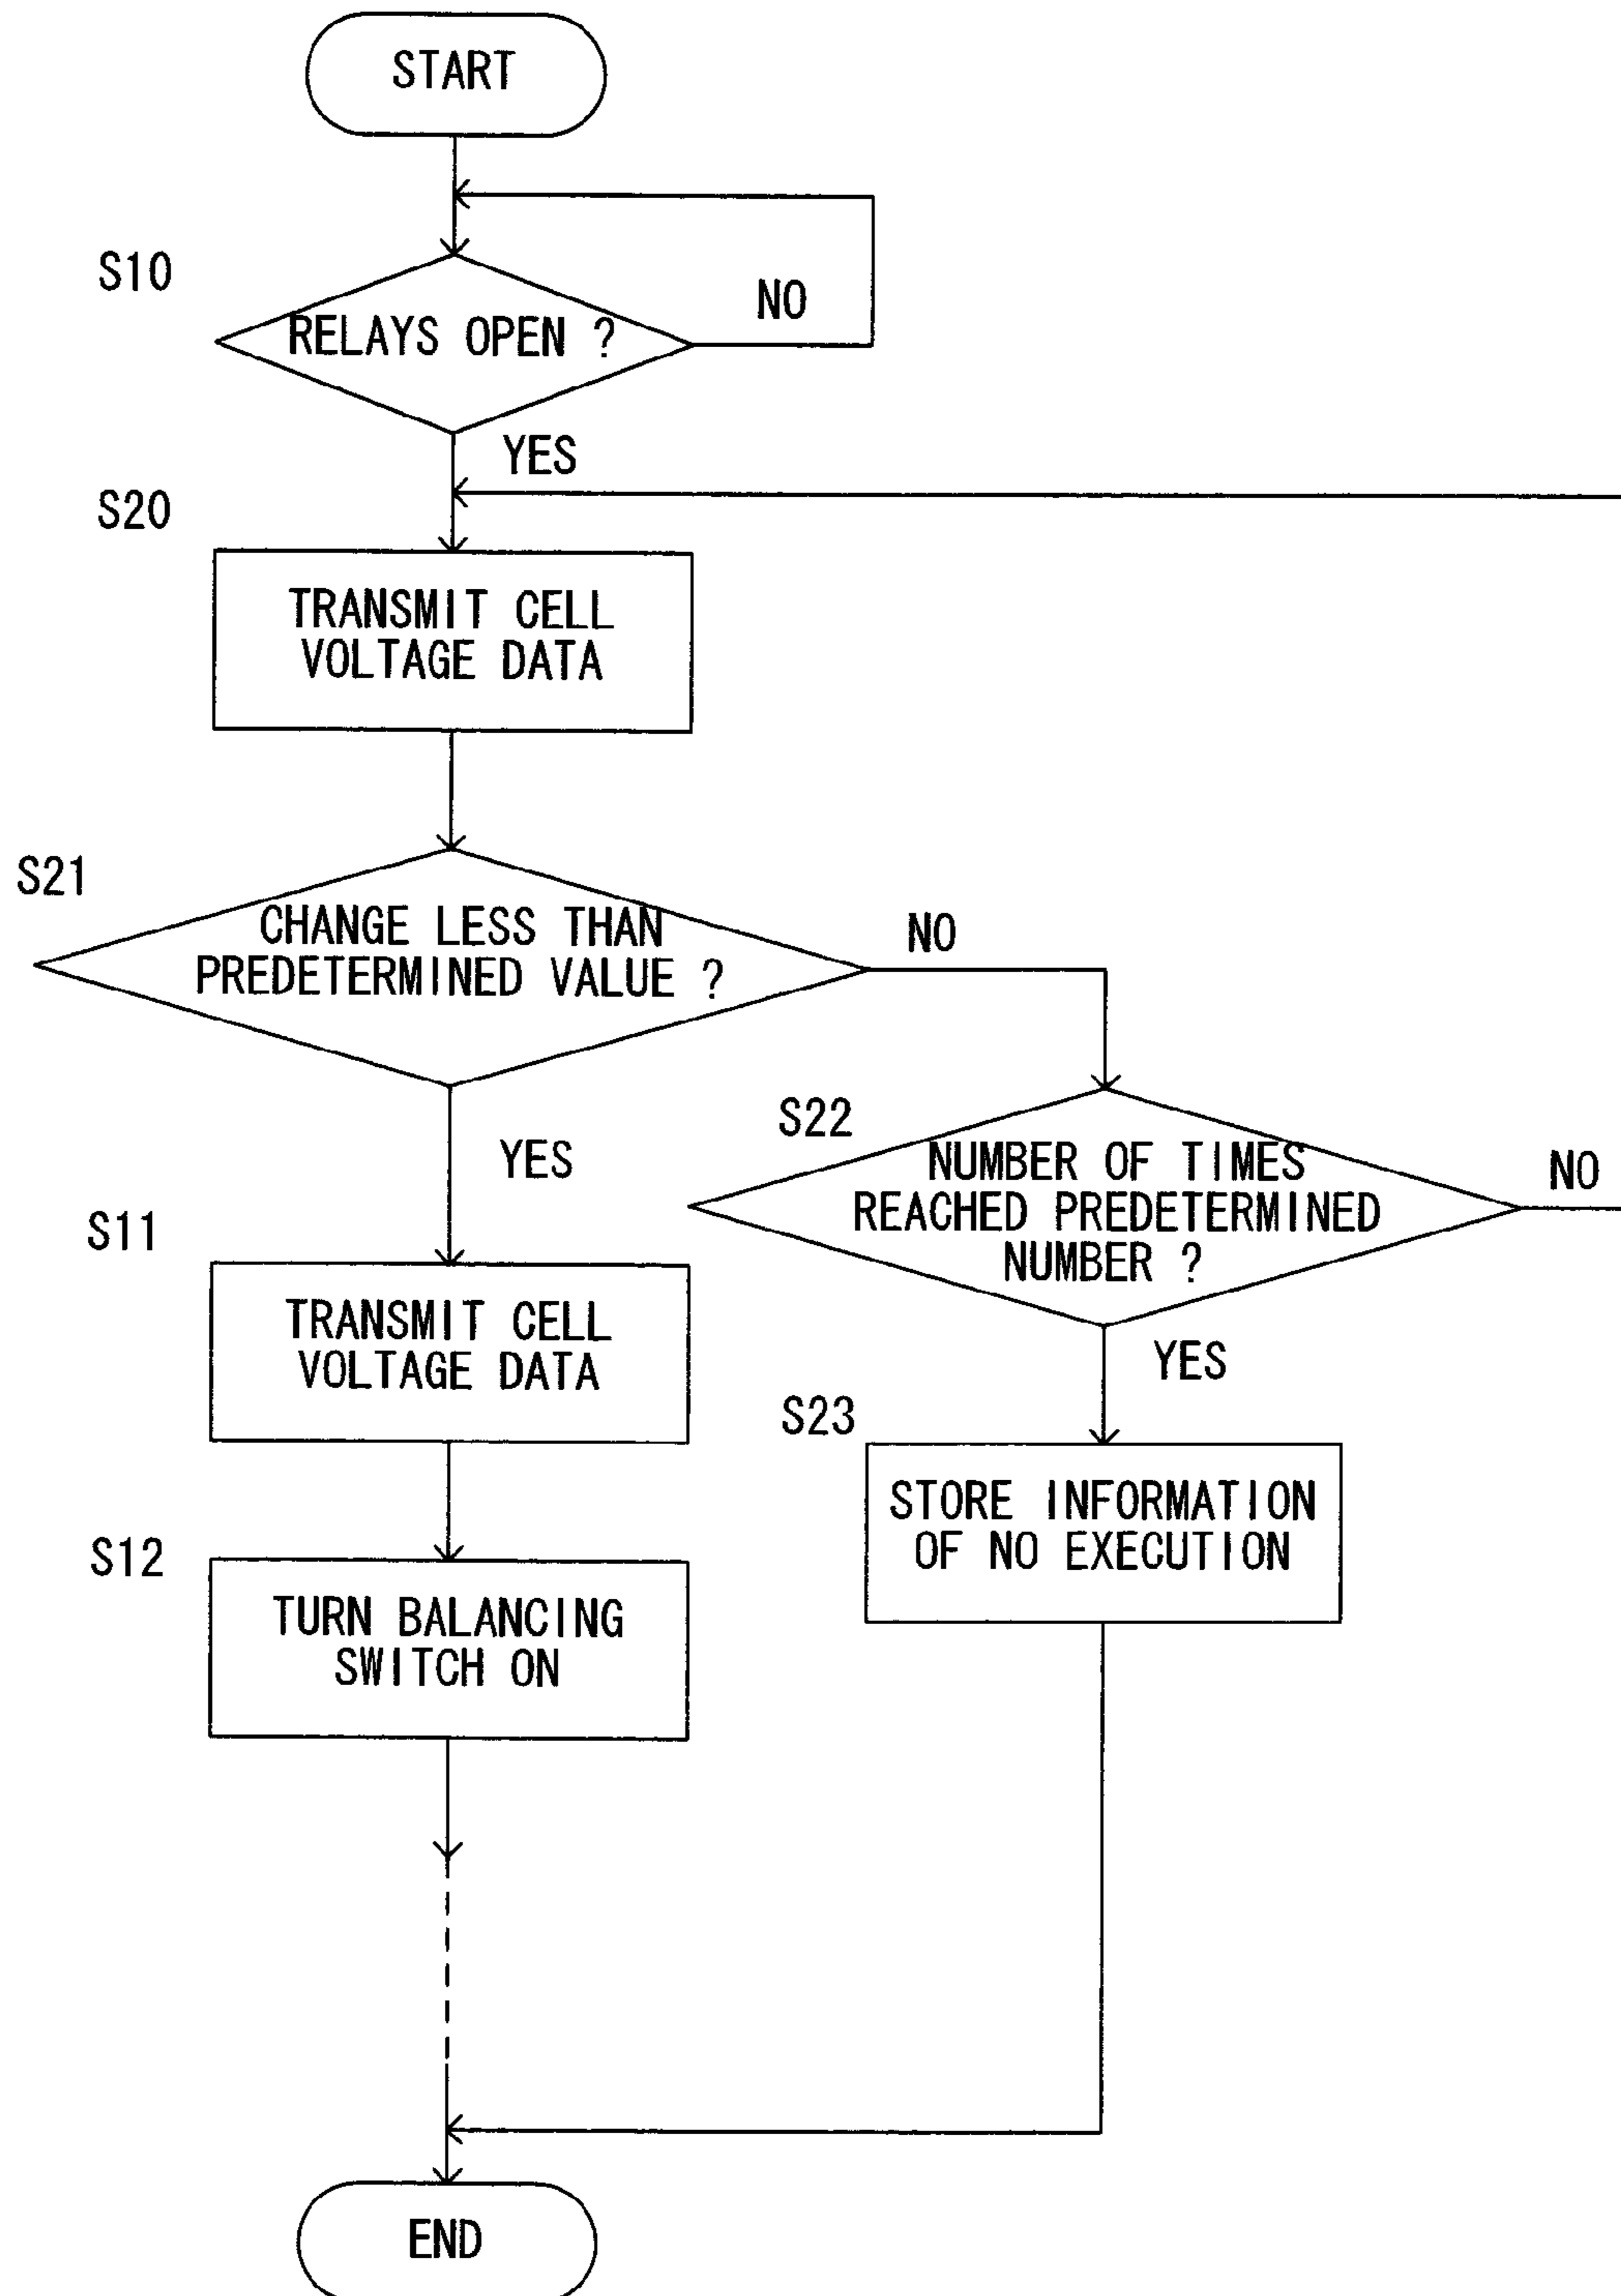 START
S10
RELAYS OPEN ?
NO
YES
S20
TRANSMIT CELL
VOLTAGE DATA
S21
CHANGE LESS THAN
PREDETERMINED VALUE ?
NO
YES
S22
NUMBER OF TIMES
REACHED PREDETERMINED
NUMBER ?
NO
YES
S11
TRANSMIT CELL
VOLTAGE DATA
S23
STORE INFORMATION
OF NO EXECUTION
S12
TURN BALANCING
SWITCH ON
END